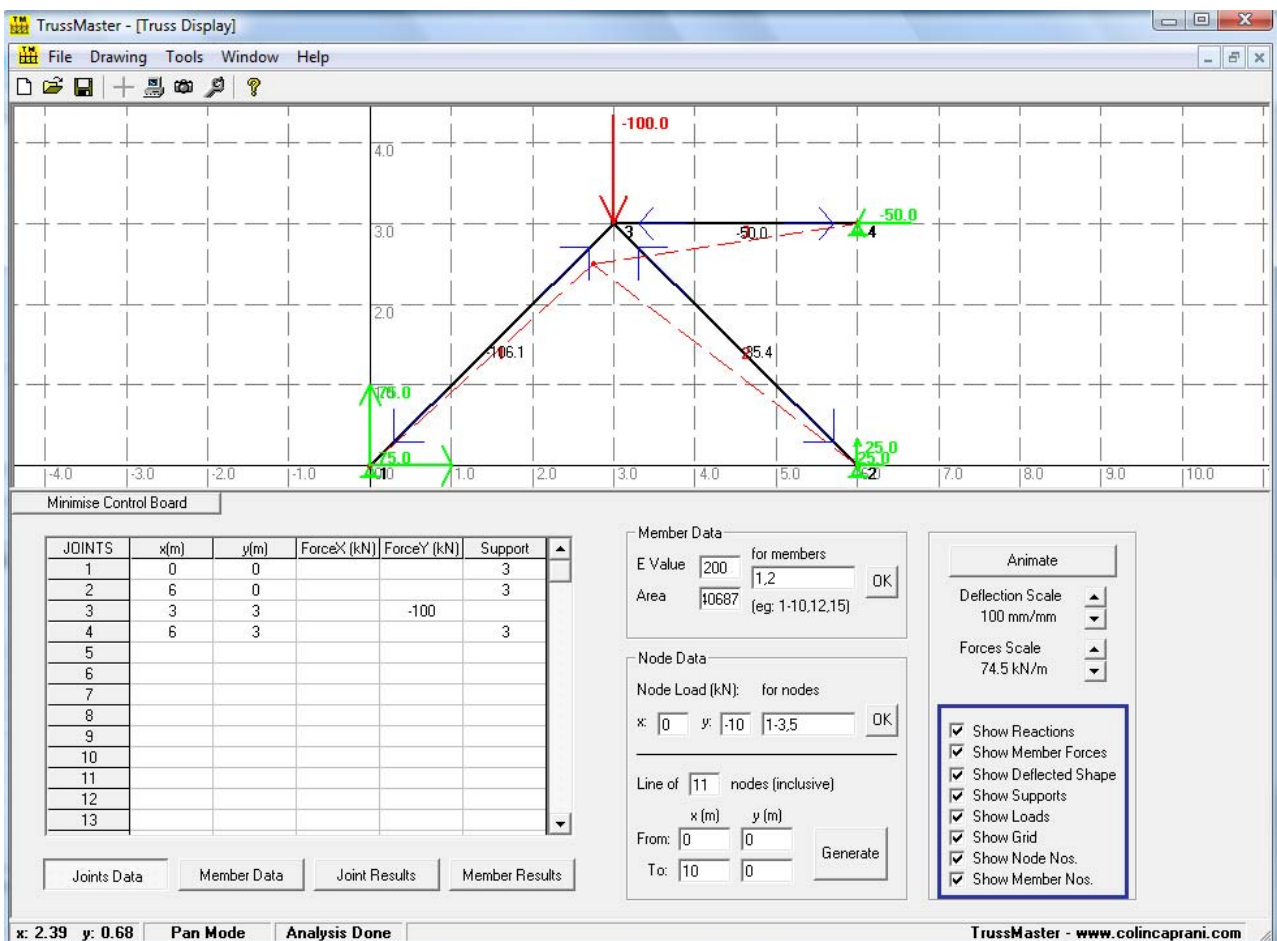 TM TrussMaster - [Truss Display]
File Drawing Tools Window Help
-100.0
4.0
-50.0
3.0
3
-50.0
4
2.0
-106.1
35.4
75.0
75.0
25.0
25.0
-4.0 -3.0 -2.0 -1.0 1 1.0 2.0 3.0 4.0 5.0 2 7.0 8.0 9.0 10.0
Minimise Control Board
JOINTS x(m) y(m) ForceX (kN) ForceY (kN) Support
1 0 0 3
2 6 0 3
3 3 3 -100
4 6 3 3
5
6
7
8
9
10
11
12
13
Joints Data Member Data Joint Results Member Results
Member Data
E Value 200 for members
1,2 OK
Area 40687 (eg: 1-10,12,15)
Node Data
Node Load (kN): for nodes
x: 0 y: -10 1-3,5 OK
Line of 11 nodes (inclusive)
x (m) y (m)
From: 0 0
To: 10 0
Generate
Animate
Deflection Scale
100 mm/mm
Forces Scale
74.5 kN/m
Show Reactions
Show Member Forces
Show Deflected Shape
Show Supports
Show Loads
Show Grid
Show Node Nos.
Show Member Nos.
x: 2.39 y: 0.68 Pan Mode Analysis Done TrussMaster - www.colincaprani.com